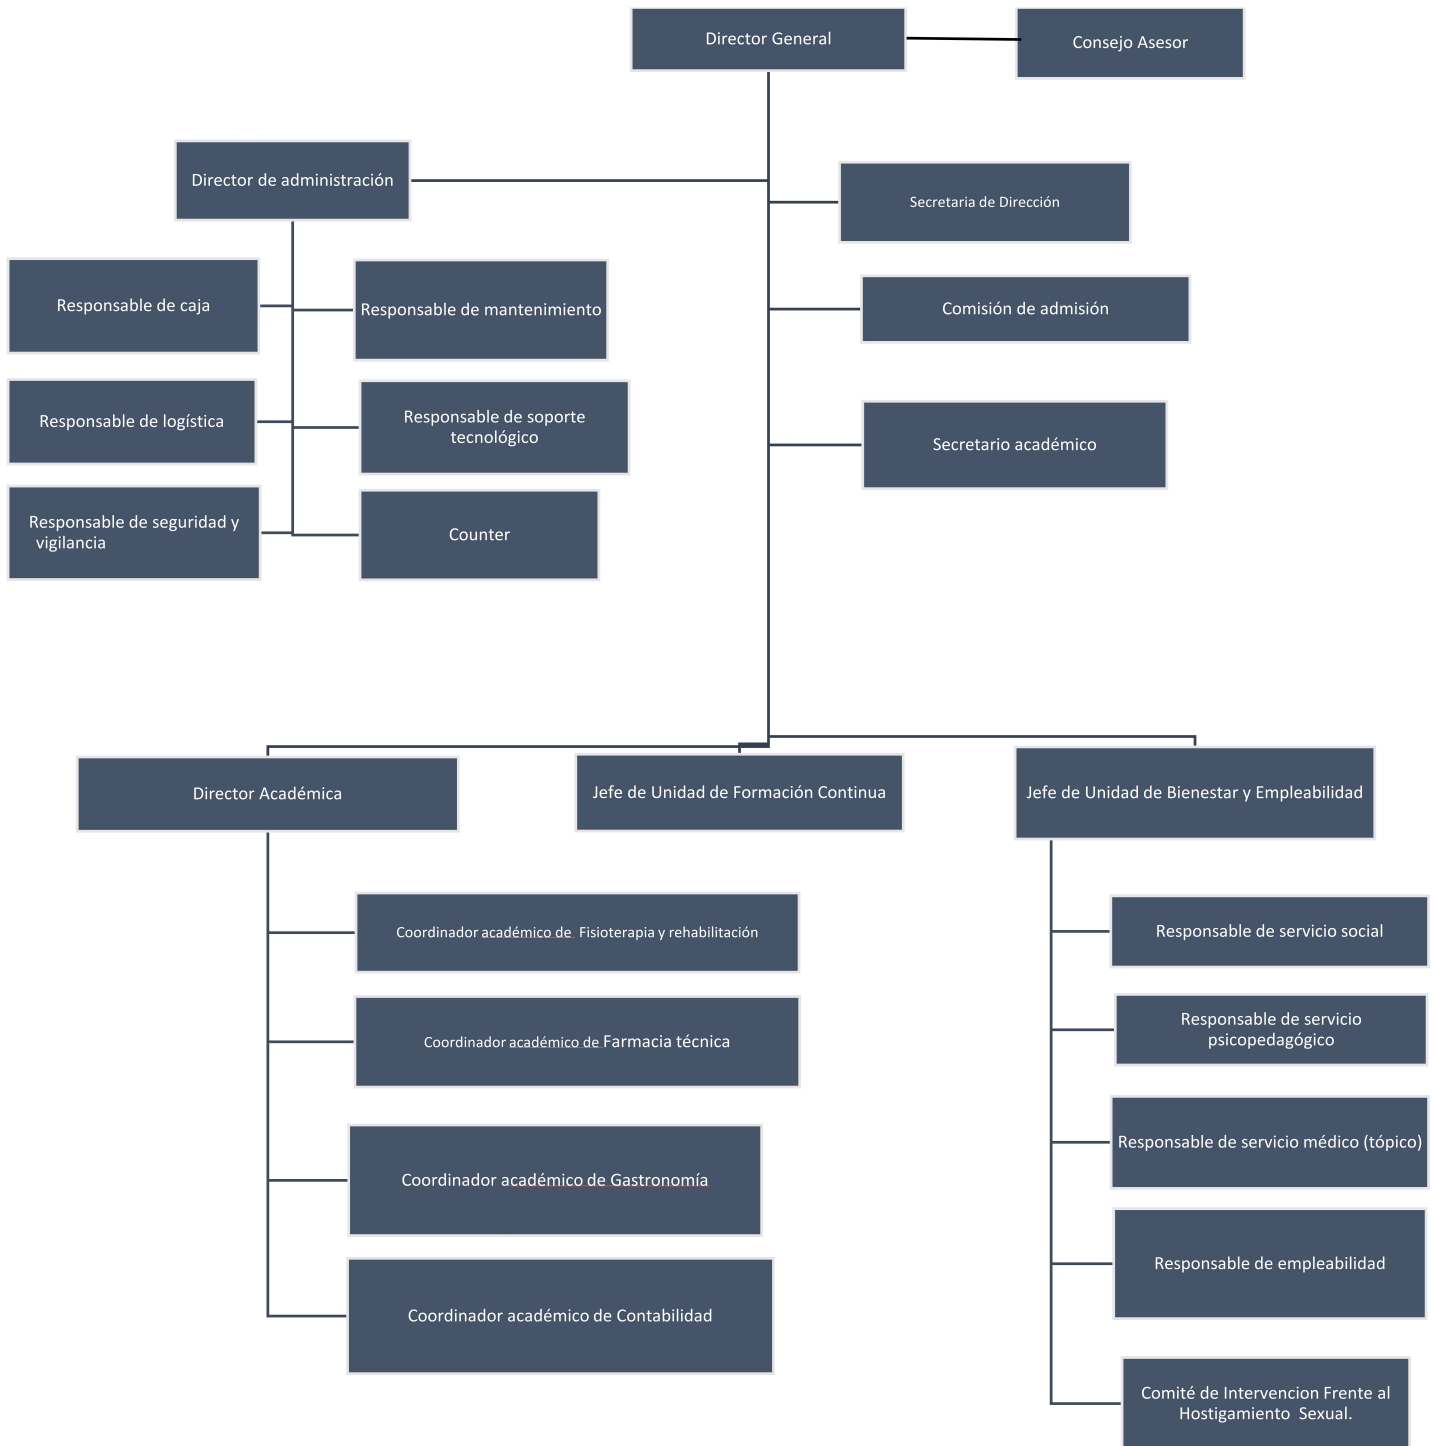 Director General
Consejo Asesor
Director de administración
Secretaria de Dirección
Responsable de caja
Responsable de mantenimiento
Comisión de admisión
Responsable de logística
Responsable de soporte
tecnológico
Secretario académico
Responsable de seguridad y
vigilancia
Counter
Director Académica
Jefe de Unidad de Formación Continua
Jefe de Unidad de Bienestar y Empleabilidad
Coordinador académico de Fisioterapia y rehabilitación
Coordinador académico de Farmacia técnica
Coordinador académico de Gastronomía
Coordinador académico de Contabilidad
Responsable de servicio social
Responsable de servicio
psicopedagógico
Responsable de servicio médico (tópico)
Responsable de empleabilidad
Comité de Intervencion Frente al
Hostigamiento Sexual.